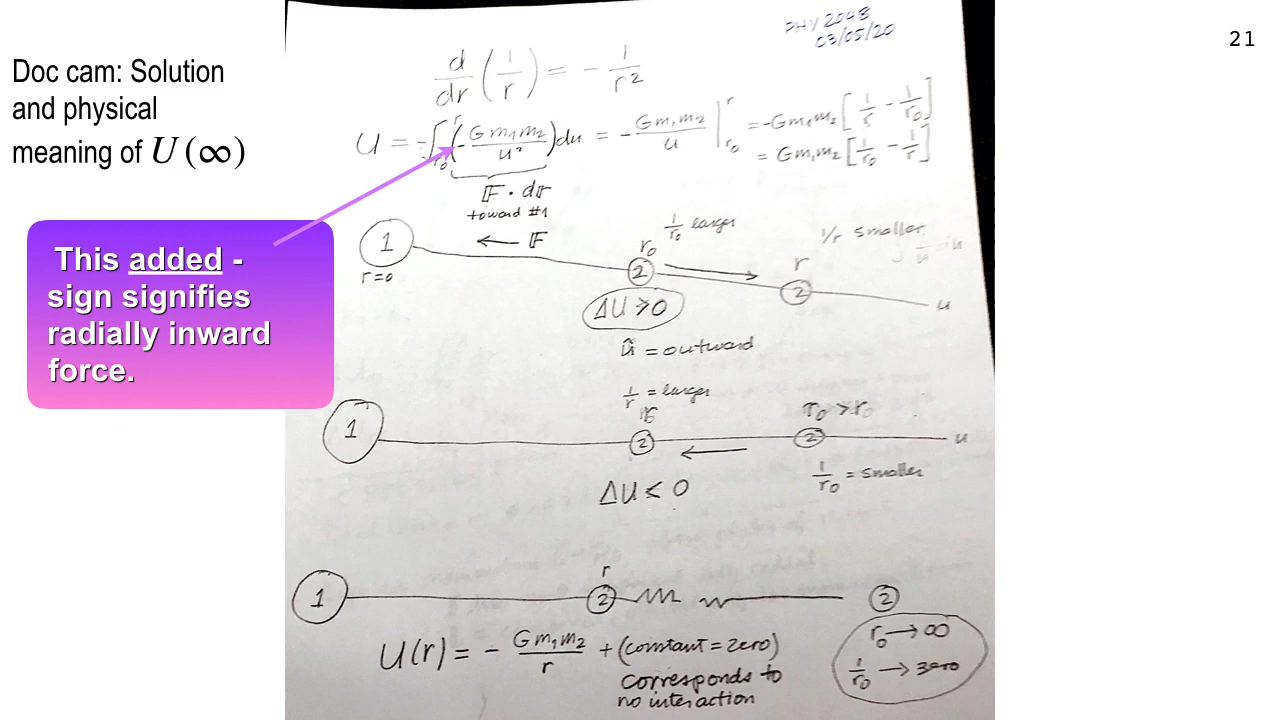 21
Doc cam: Solution
and physical
meaning of U(∞)
This added -
sign signifies
radially inward
force.
PHY 2048
03/05/20
d/dr (1/r) = - 1/r²
U = -∫_{r₀}^{r} (- Gm₁m₂/u²) du = - Gm₁m₂/u |_{r₀}^{r} = -Gm₁m₂ [1/r - 1/r₀]
= Gm₁m₂ [1/r₀ - 1/r]
F · dr
toward #1
1/r₀ larger
1/r smaller
1
← F
r₀
r
r=0
2
2
u
ΔU > 0
û = outward
1/r = larger
r
r₀
1
2
2
u
1/r₀ = smaller
ΔU < 0
r
1
2
2
U(r) = - Gm₁m₂/r + (constant = zero)
corresponds to
no interaction
r₀ → ∞
1/r₀ → zero